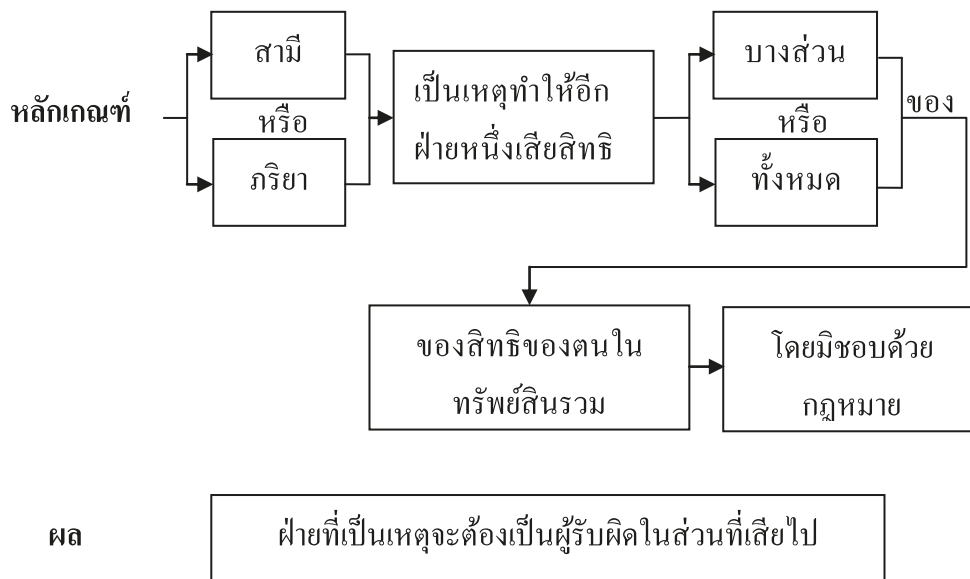 หลักเกณฑ์
สามี
หรือ
ภริยา
เป็นเหตุทำให้อีก
ฝ่ายหนึ่งเสียสิทธิ
บางส่วน
หรือ
ทั้งหมด
ของ
ของสิทธิของตนใน
ทรัพย์สินรวม
โดยมิชอบด้วย
กฎหมาย
ผล
ฝ่ายที่เป็นเหตุจะต้องเป็นผู้รับผิดในส่วนที่เสียไป